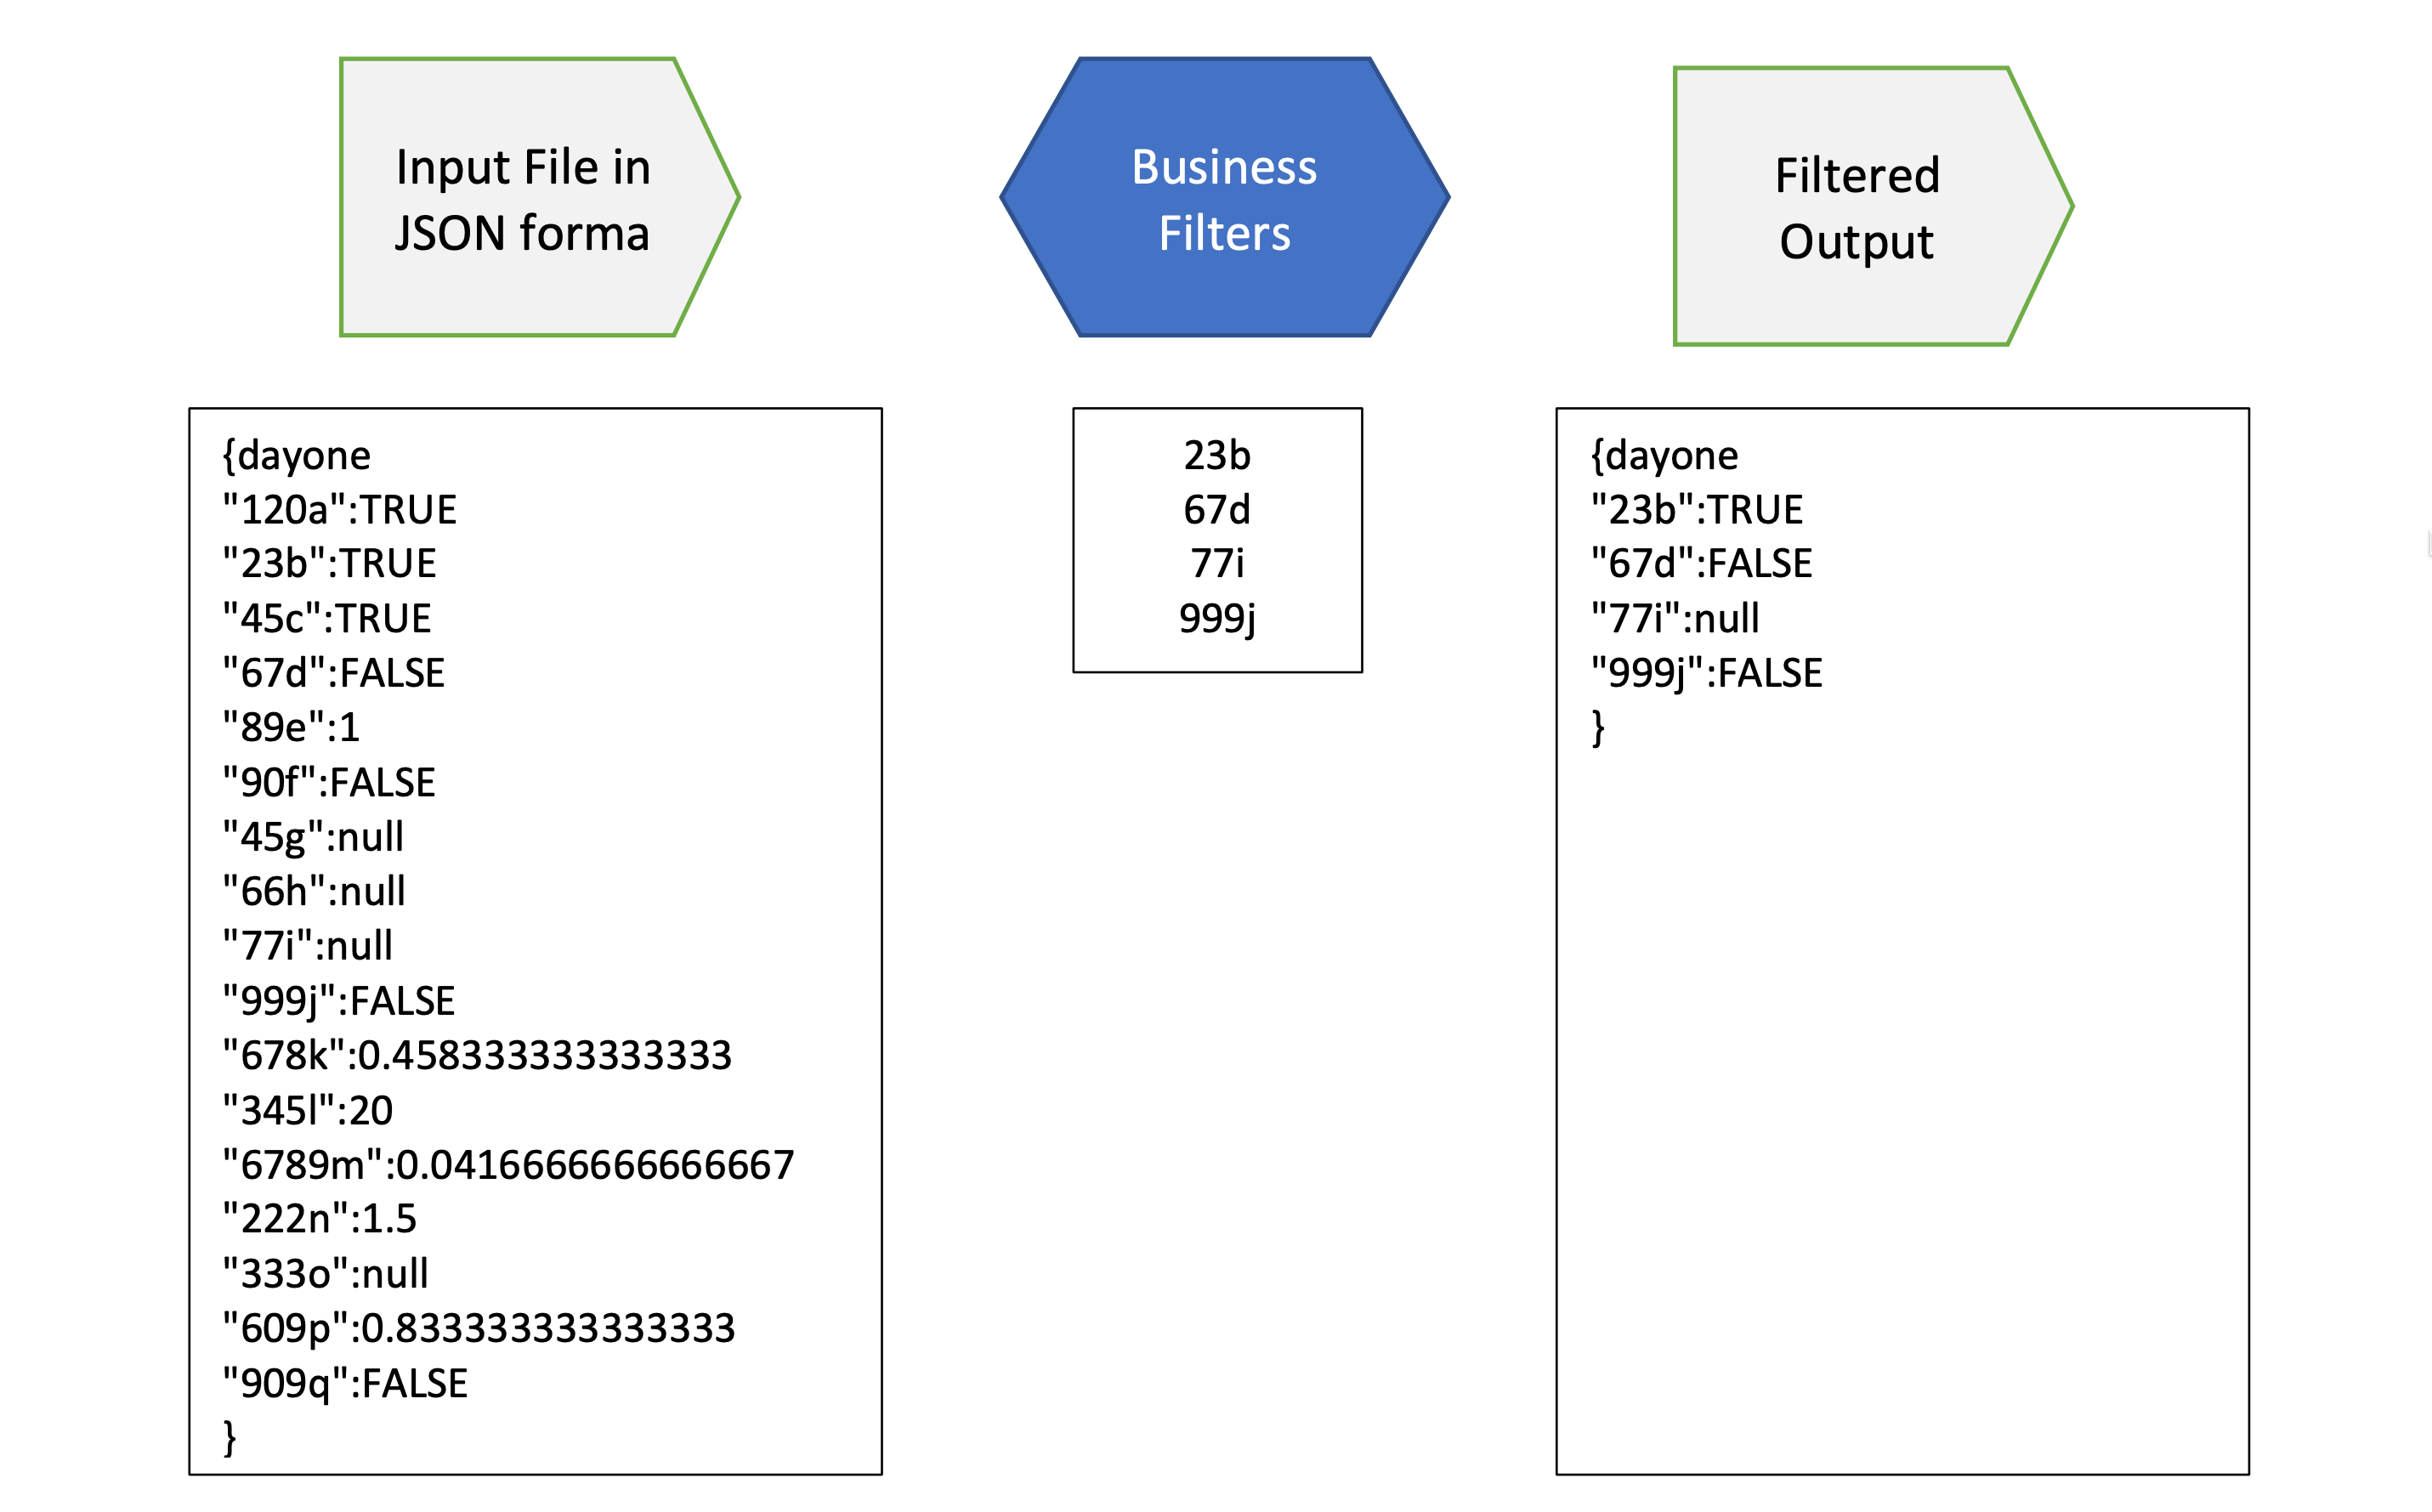 Input File in
JSON forma
Business
Filters
Filtered
Output
{dayone
"120a":TRUE
"23b":TRUE
"45c":TRUE
"67d":FALSE
"89e":1
"90f":FALSE
"45g":null
"66h":null
"77i":null
"999j":FALSE
"678k":0.458333333333333
"345l":20
"6789m":0.0416666666666667
"222n":1.5
"333o":null
"609p":0.833333333333333
"909q":FALSE
}
23b
67d
77i
999j
{dayone
"23b":TRUE
"67d":FALSE
"77i":null
"999j":FALSE
}